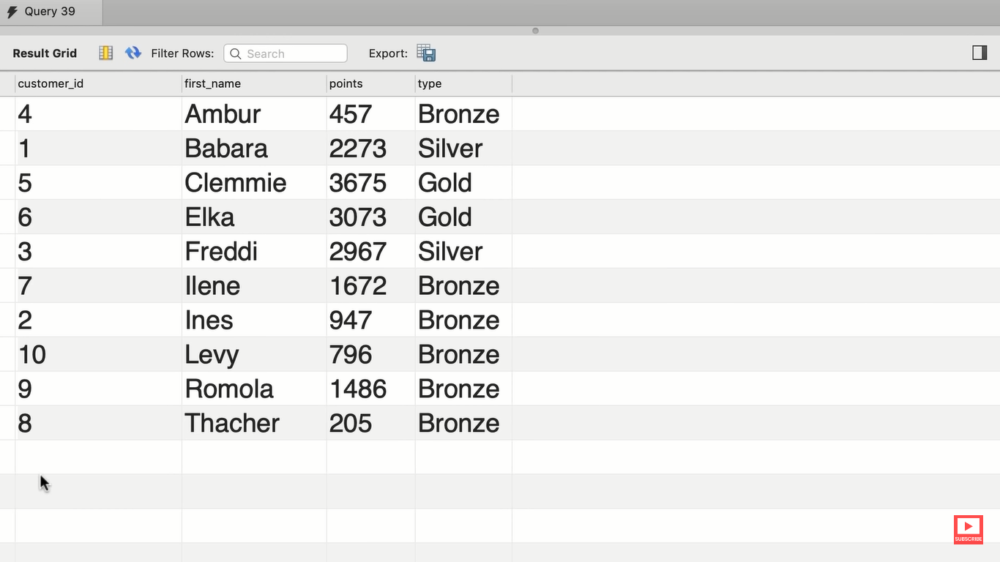 Query 39
Result Grid Filter Rows: Search Export:
customer_id first_name points type
4 Ambur 457 Bronze
1 Babara 2273 Silver
5 Clemmie 3675 Gold
6 Elka 3073 Gold
3 Freddi 2967 Silver
7 Ilene 1672 Bronze
2 Ines 947 Bronze
10 Levy 796 Bronze
9 Romola 1486 Bronze
8 Thacher 205 Bronze
SUBSCRIBE